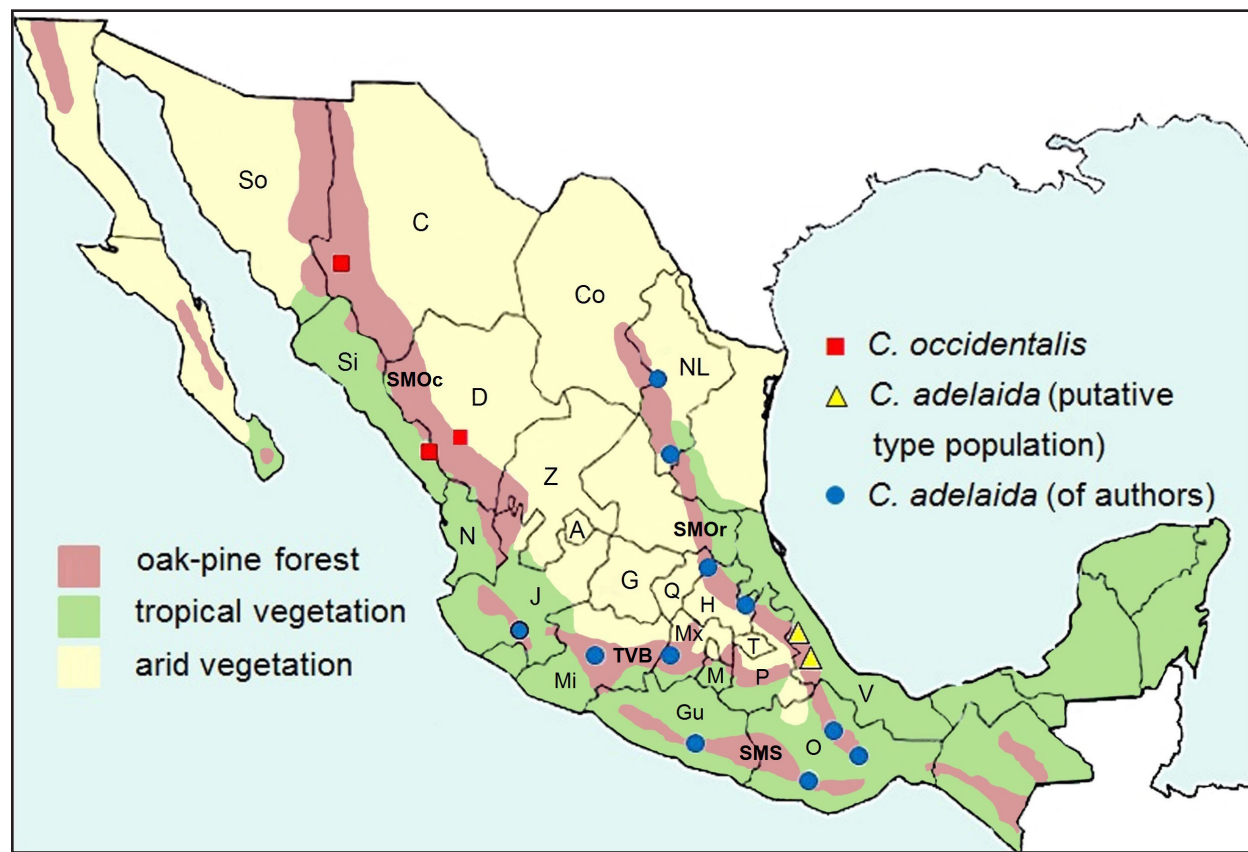 So
C
Co
NL
Si
SMOc
D
Z
A
SMOr
N
J
G
Q
H
Mx
T
TVB
M
P
Mi
V
Gu
SMS
O
C. occidentalis
C. adelaida (putative
type population)
C. adelaida (of authors)
oak-pine forest
tropical vegetation
arid vegetation